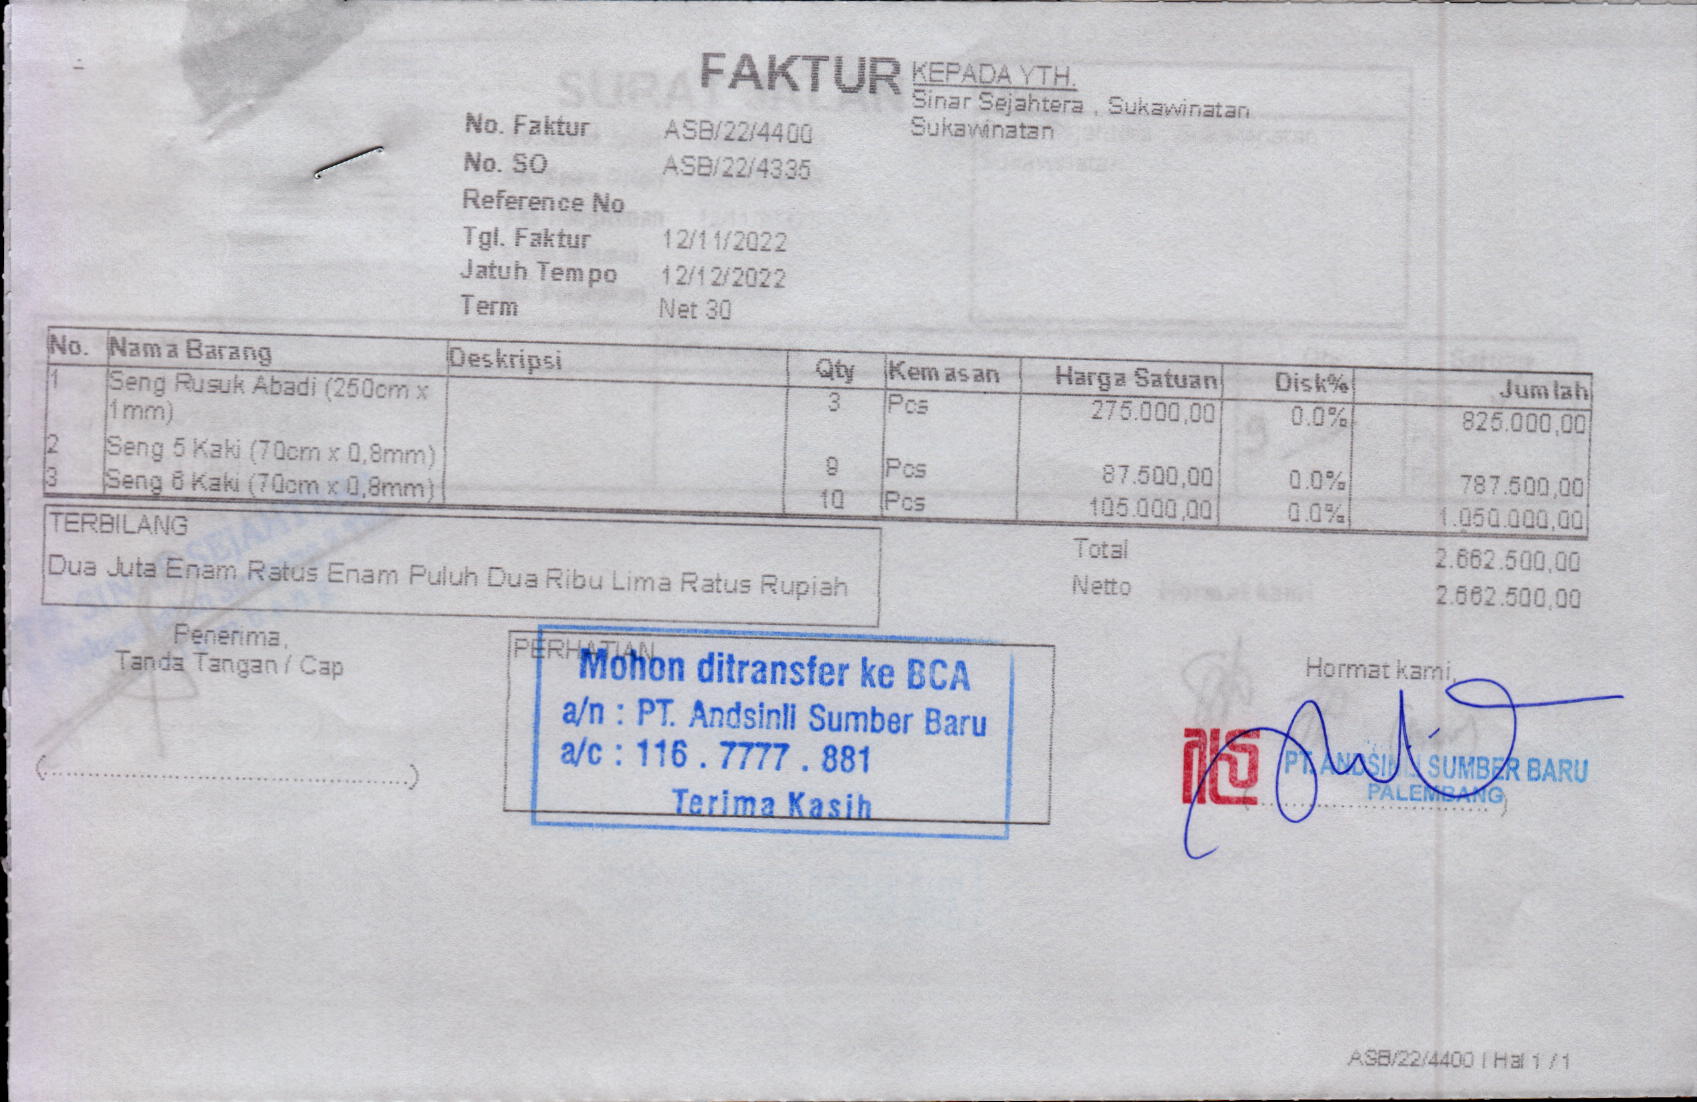 FAKTUR
KEPADA YTH.
Sinar Sejahtera , Sukawinatan
Sukawinatan
No. Faktur ASB/22/4400
No. SO ASB/22/4335
Reference No
Tgl. Faktur 12/11/2022
Jatuh Tempo 12/12/2022
Term Net 30
No. Nama Barang Deskripsi Qty Kemasan Harga Satuan Disk% Jumlah
1 Seng Rusuk Abadi (250cm x 3 Pcs 275.000,00 0.0% 825.000,00
1mm)
2 Seng 5 Kaki (70cm x 0,8mm) 9 Pcs 87.500,00 0.0% 787.500,00
3 Seng 6 Kaki (70cm x 0,8mm) 10 Pcs 105.000,00 0.0% 1.050.000,00
TERBILANG
Dua Juta Enam Ratus Enam Puluh Dua Ribu Lima Ratus Rupiah
Total 2.662.500,00
Netto 2.662.500,00
Penerima,
Tanda Tangan / Cap
(..........................................)
PERHATIAN
Mohon ditransfer ke BCA
a/n : PT. Andsinli Sumber Baru
a/c : 116 . 7777 . 881
Terima Kasih
Hormat kami,
PT. ANDSINLI SUMBER BARU
PALEMBANG
ASB/22/4400 | Hal 1 / 1